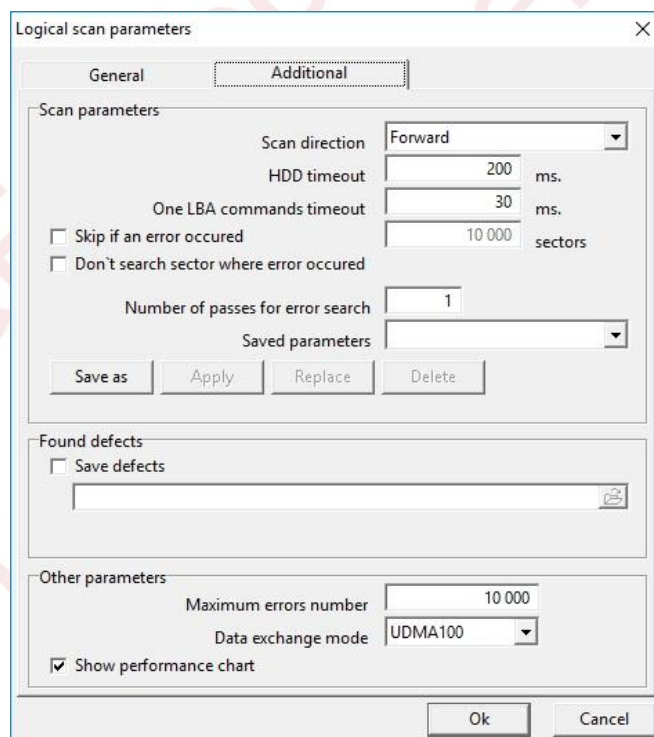 Logical scan parameters
General Additional
Scan parameters
Scan direction Forward
HDD timeout 200 ms.
One LBA commands timeout 30 ms.
Skip if an error occured 10 000 sectors
Don`t search sector where error occured
Number of passes for error search 1
Saved parameters
Save as Apply Replace Delete
Found defects
Save defects
Other parameters
Maximum errors number 10 000
Data exchange mode UDMA100
Show performance chart
Ok Cancel